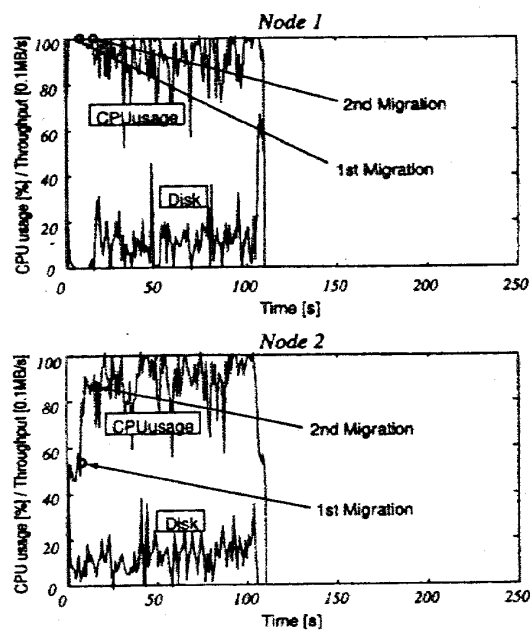 Node 1
CPU usage [%] / Throughput [0.1MB/s]
100
80
60
40
20
0
2nd Migration
CPUusage
1st Migration
Disk
0 50 100 150 200 250
Time [s]
Node 2
CPU usage [%] / Throughput [0.1MB/s]
100
80
60
40
20
0
CPUusage
2nd Migration
1st Migration
Disk
0 50 100 150 200 250
Time [s]